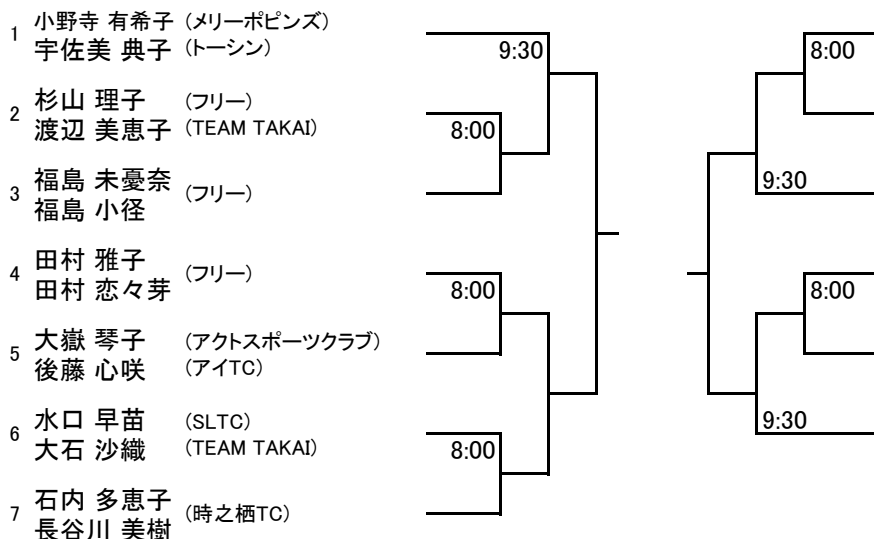 1 小野寺 有希子 (メリーポピンズ)
宇佐美 典子 (トーシン)
9:30
8:00
2 杉山 理子 (フリー)
渡辺 美恵子 (TEAM TAKAI)
8:00
3 福島 未憂奈 (フリー)
福島 小径
9:30
4 田村 雅子 (フリー)
田村 恋々芽
8:00
8:00
5 大嶽 琴子 (アクトスポーツクラブ)
後藤 心咲 (アイTC)
6 水口 早苗 (SLTC)
大石 沙織 (TEAM TAKAI)
8:00
9:30
7 石内 多恵子 (時之栖TC)
長谷川 美樹